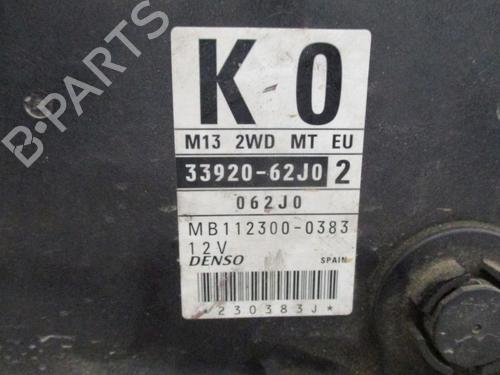 K 0
M13 2WD MT EU
33920-62J0 2
062J0
MB112300-0383
12V
DENSO SPAIN
*230383J*
B-PARTS